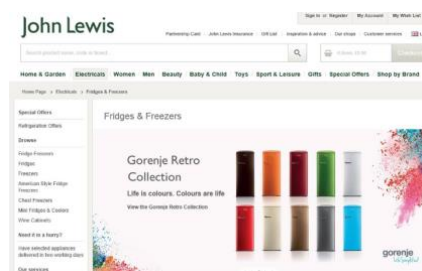 John Lewis
Sign in or Register My Account My Wish List
Partnership Card John Lewis Insurance Gift List Inspiration & advice Our shops Customer services
Home & Garden Electricals Women Men Beauty Baby & Child Toys Sport & Leisure Gifts Special Offers Shop by Brand
Home Page > Electricals > Fridges & Freezers
Special Offers
Refrigeration Offers
Browse
Fridge Freezers
Fridges
Freezers
American Style Fridge
Freezers
Chest Freezers
Mini Fridges & Coolers
Wine Cabinets
Need it in a hurry?
Have selected appliances
delivered in two working days
Our services
Fridges & Freezers
Gorenje Retro
Collection
Life is colours. Colours are life
View the Gorenje Retro Collection
gorenje